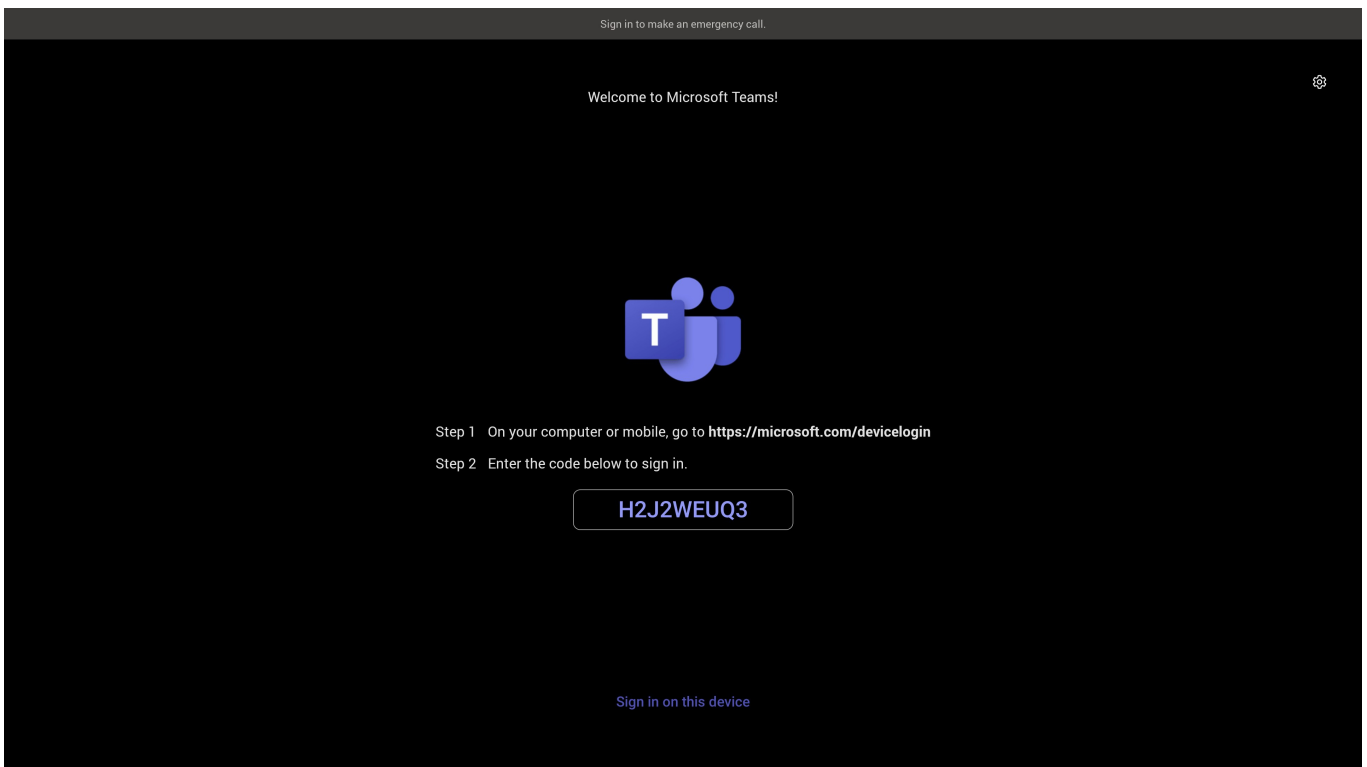 Sign in to make an emergency call.
Welcome to Microsoft Teams!
T
Step 1 On your computer or mobile, go to https://microsoft.com/devicelogin
Step 2 Enter the code below to sign in.
H2J2WEUQ3
Sign in on this device